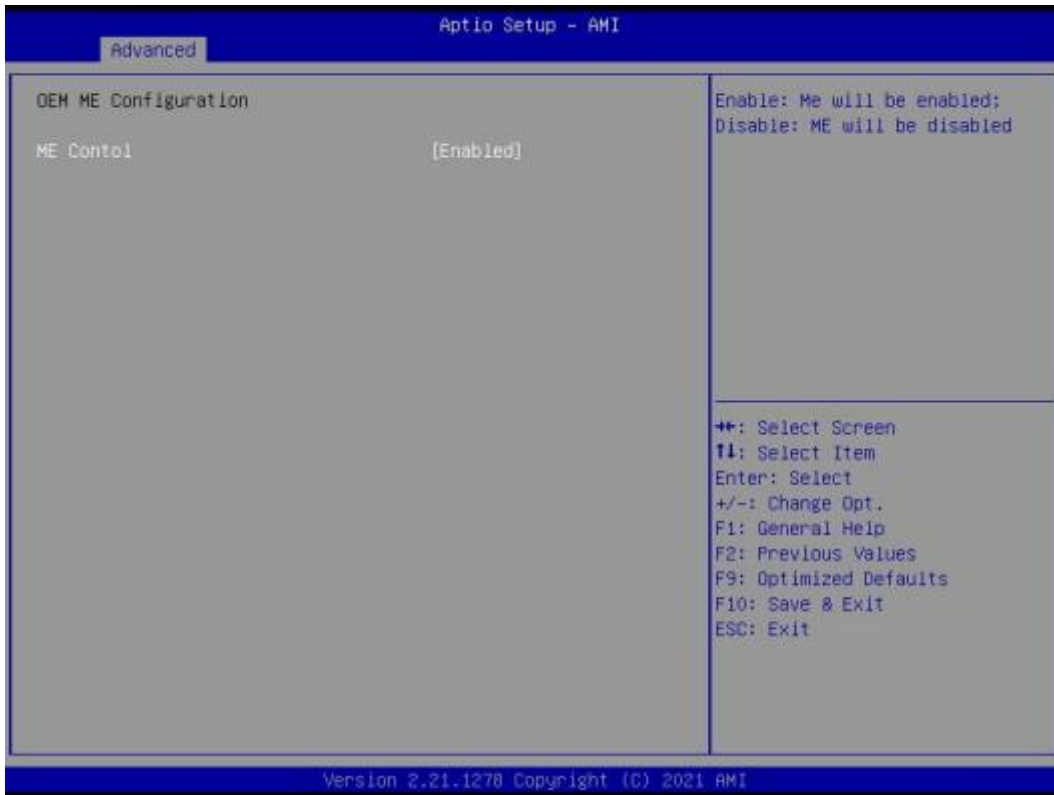 Aptio Setup - AMI
Advanced
OEM ME Configuration
ME Contol [Enabled]
Enable: Me will be enabled;
Disable: ME will be disabled
→←: Select Screen
↑↓: Select Item
Enter: Select
+/-: Change Opt.
F1: General Help
F2: Previous Values
F9: Optimized Defaults
F10: Save & Exit
ESC: Exit
Version 2.21.1278 Copyright (C) 2021 AMI